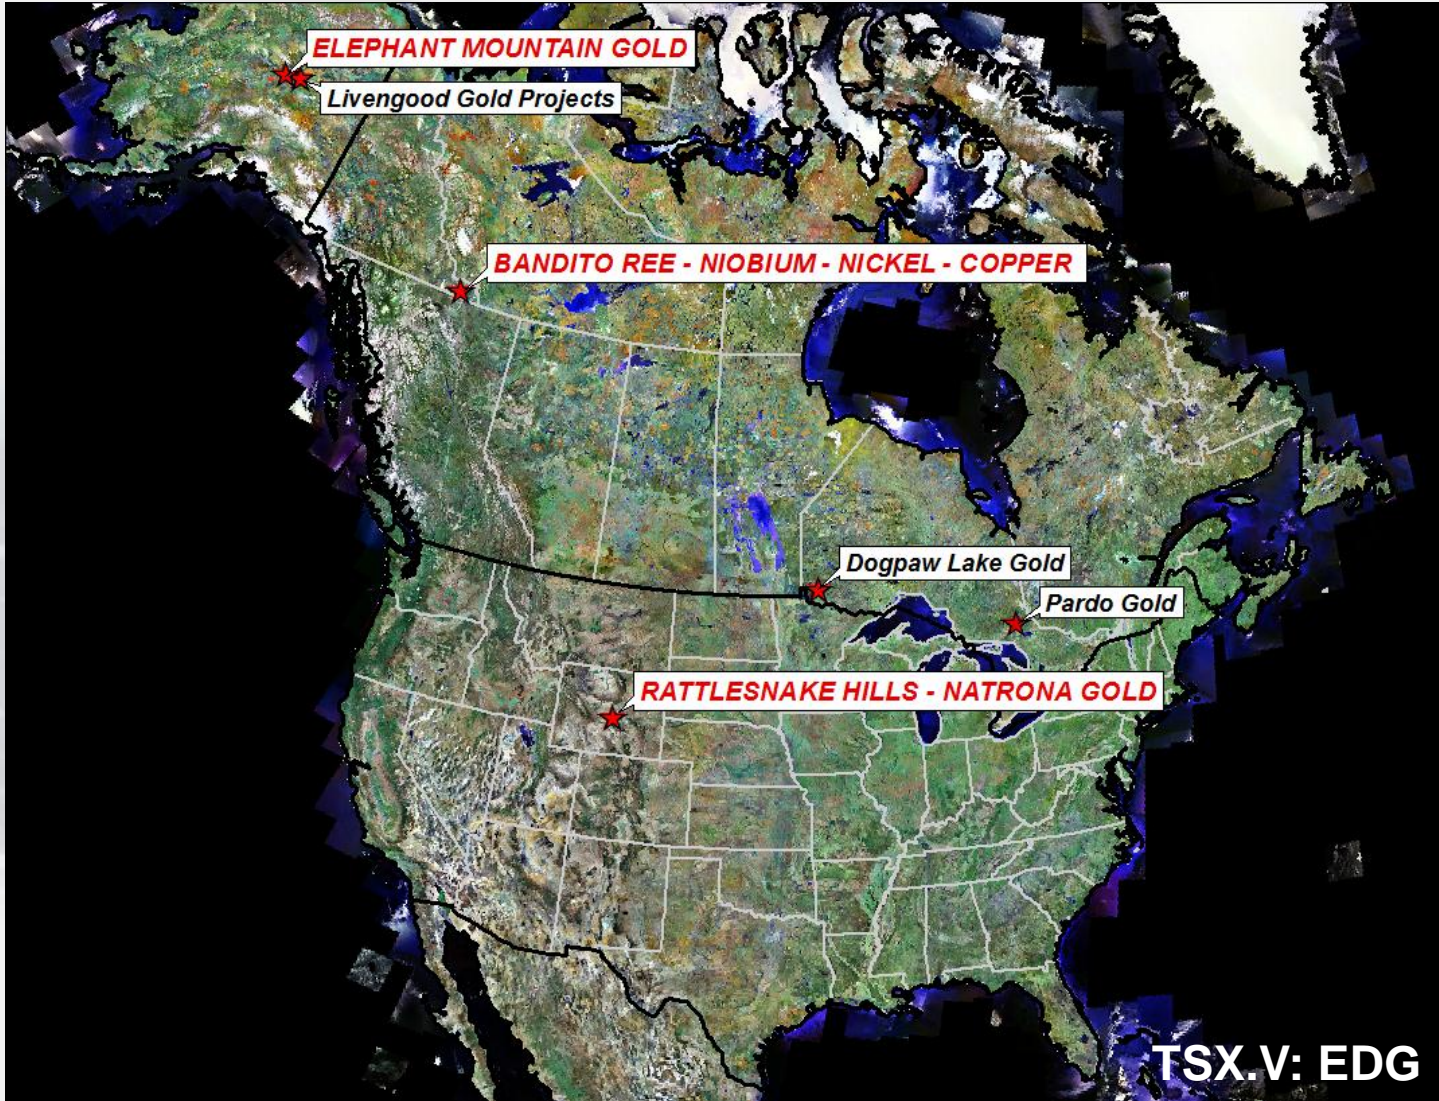 ELEPHANT MOUNTAIN GOLD
Livengood Gold Projects
BANDITO REE - NIOBIUM - NICKEL - COPPER
Dogpaw Lake Gold
Pardo Gold
RATTLESNAKE HILLS - NATRONA GOLD
TSX.V: EDG